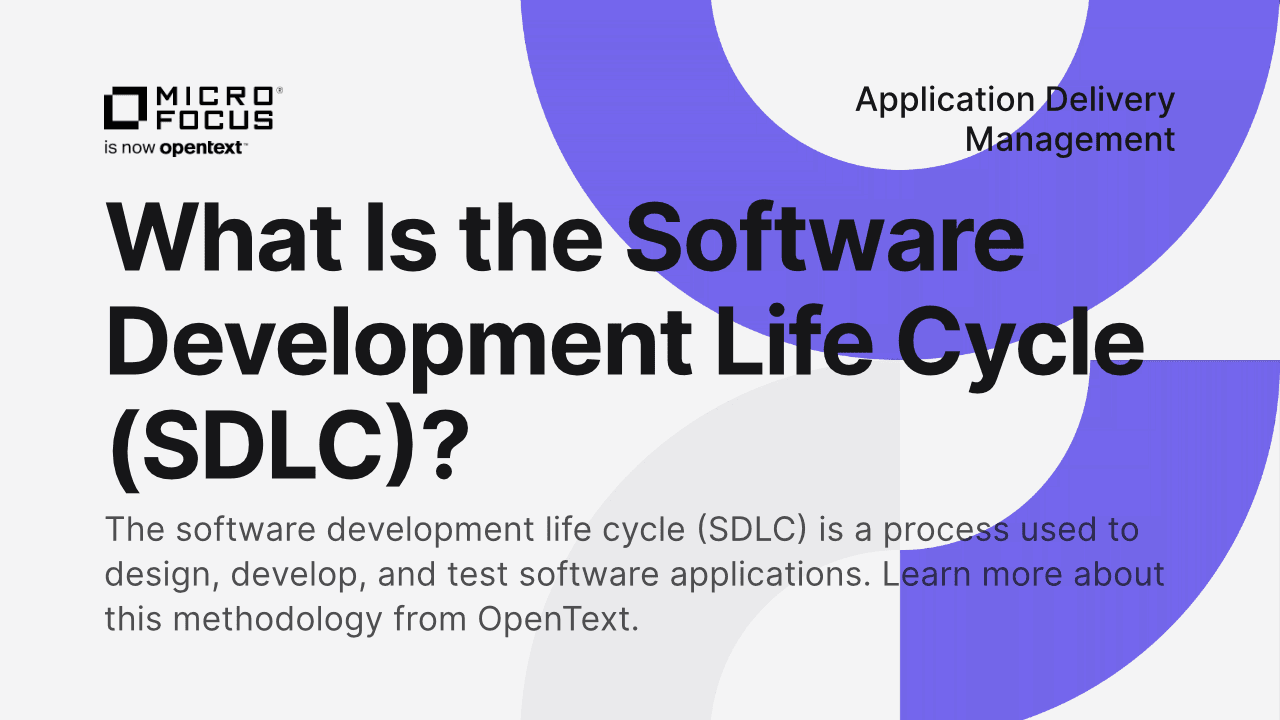 MICRO
FOCUS®
is now opentext™
Application Delivery
Management
What Is the Software
Development Life Cycle
(SDLC)?
The software development life cycle (SDLC) is a process used to
design, develop, and test software applications. Learn more about
this methodology from OpenText.